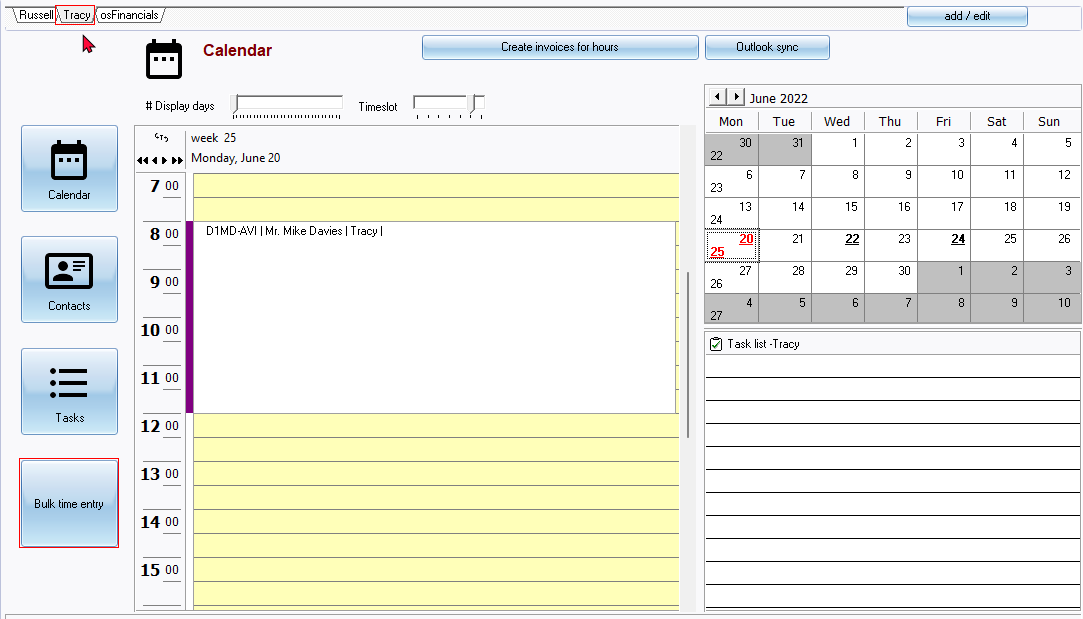 Russell Tracy osFinancials
add / edit
Calendar
Create invoices for hours
Outlook sync
# Display days
Timeslot
Calendar
Contacts
Tasks
Bulk time entry
week 25
Monday, June 20
7 00
8 00
9 00
10 00
11 00
12 00
13 00
14 00
15 00
D1MD-AVI | Mr. Mike Davies | Tracy |
June 2022
Mon Tue Wed Thu Fri Sat Sun
22 30 31 1 2 3 4 5
23 6 7 8 9 10 11 12
24 13 14 15 16 17 18 19
25 20 21 22 23 24 25 26
26 27 28 29 30 1 2 3
27 4 5 6 7 8 9 10
Task list -Tracy